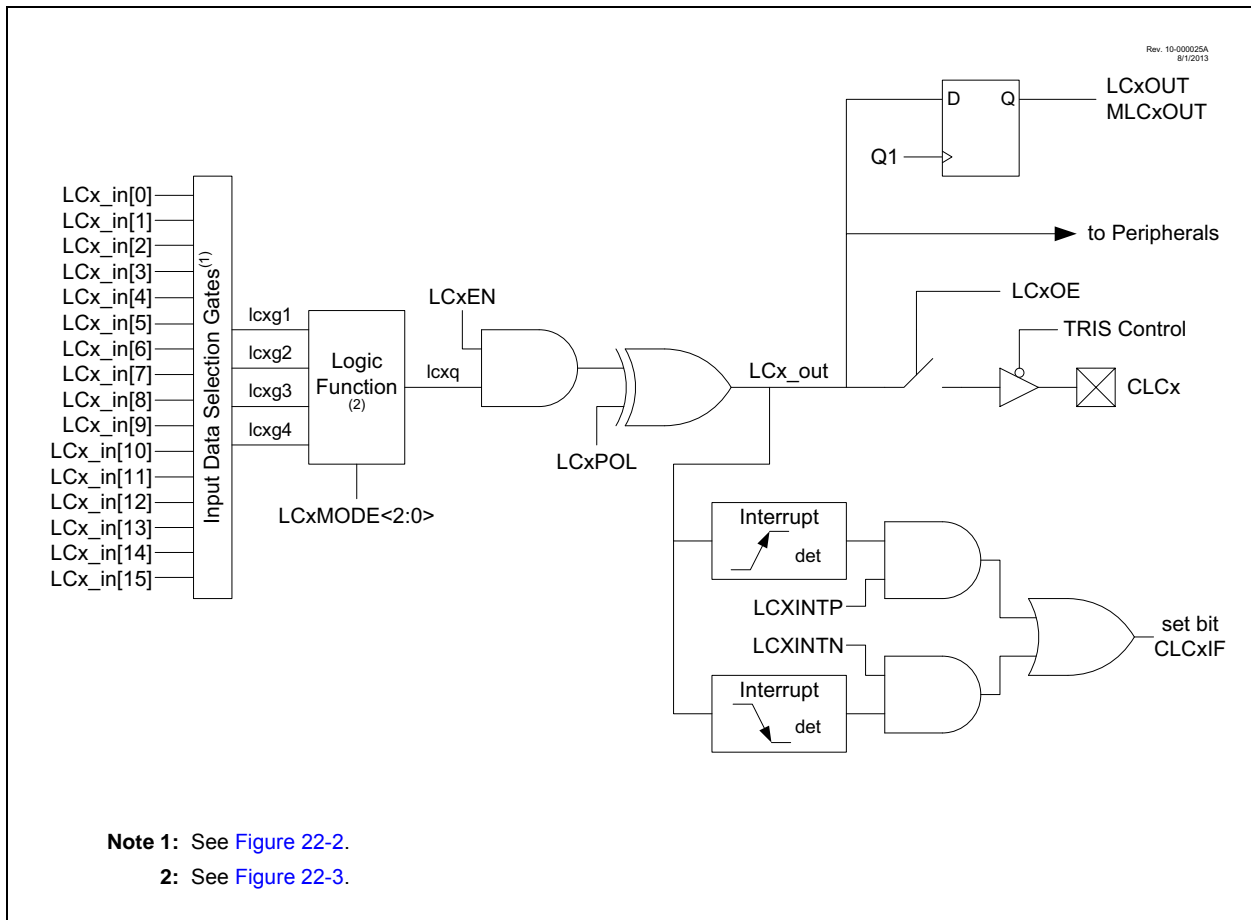 Rev. 10-000025A
8/1/2013
LCx_in[0]
LCx_in[1]
LCx_in[2]
LCx_in[3]
LCx_in[4]
LCx_in[5]
LCx_in[6]
LCx_in[7]
LCx_in[8]
LCx_in[9]
LCx_in[10]
LCx_in[11]
LCx_in[12]
LCx_in[13]
LCx_in[14]
LCx_in[15]
Input Data Selection Gates(1)
lcxg1
lcxg2
lcxg3
lcxg4
Logic
Function
(2)
LCxMODE<2:0>
lcxq
LCxEN
LCxPOL
LCx_out
D Q
Q1
LCxOUT
MLCxOUT
to Peripherals
LCxOE
TRIS Control
CLCx
Interrupt
det
LCXINTP
LCXINTN
Interrupt
det
set bit
CLCxIF
Note 1: See Figure 22-2.
2: See Figure 22-3.